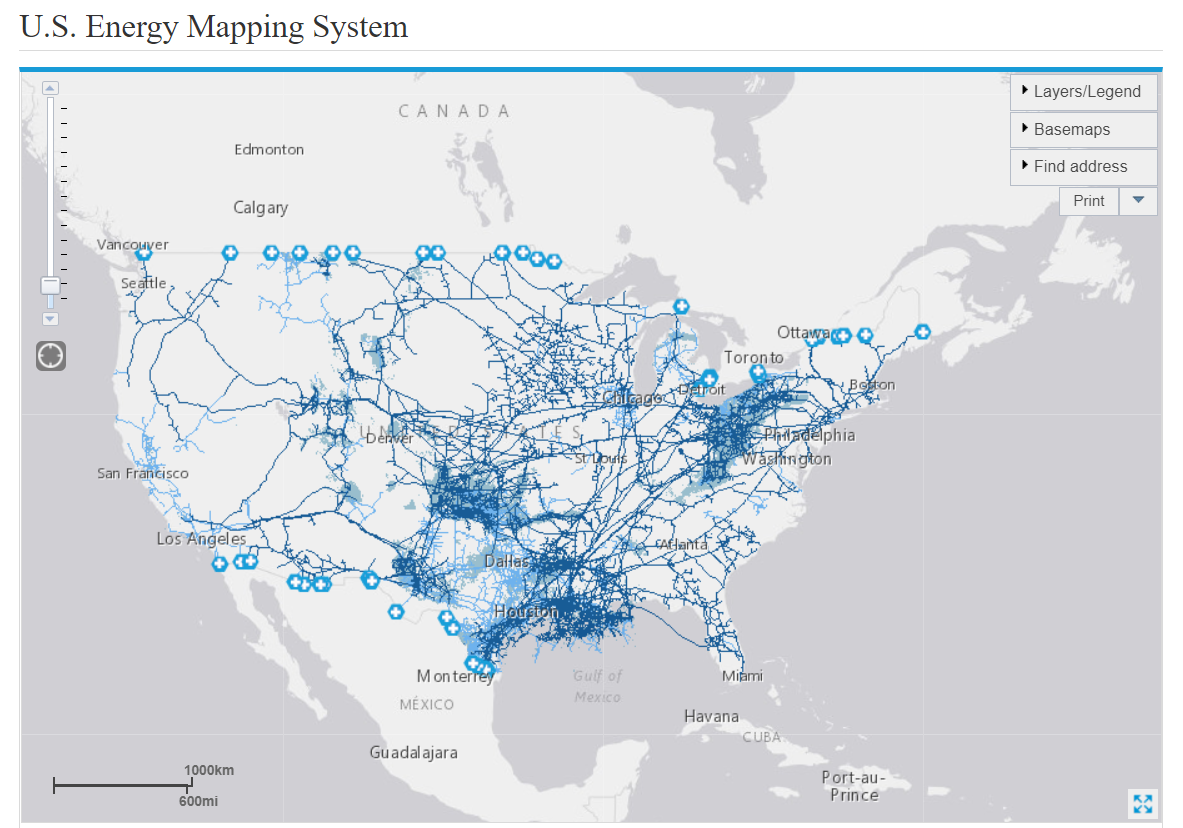 U.S. Energy Mapping System
Layers/Legend
CANADA
Basemaps
Edmonton
Find address
Print
Calgary
Vancouver
Seattle
Ottawa
Toronto
Boston
Detroit
Chicago
UNITED STATES
Denver
Philadelphia
St Louis
Washington
San Francisco
Los Angeles
Atlanta
Dallas
Houston
Monterrey
Gulf of
Mexico
Miami
MÉXICO
Havana
CUBA
Guadalajara
1000km
600mi
Port-au-
Prince